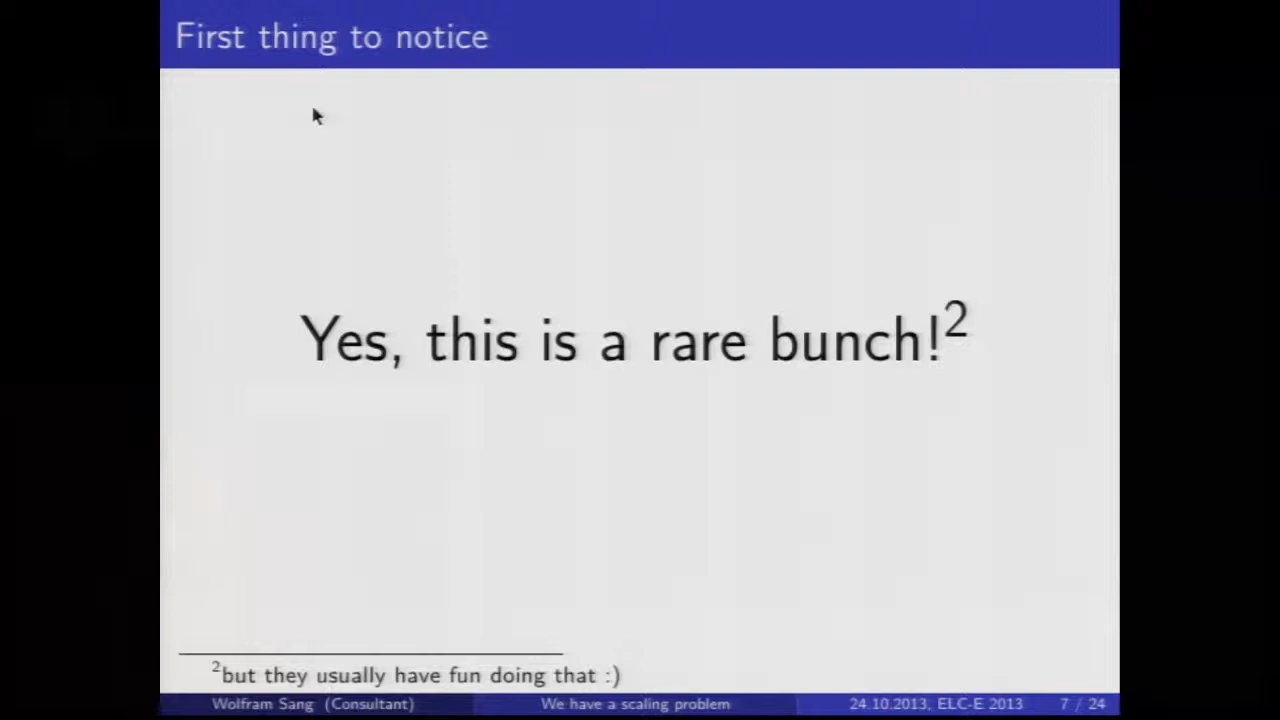 First thing to notice
Yes, this is a rare bunch!2
2but they usually have fun doing that :)
Wolfram Sang (Consultant) We have a scaling problem 24.10.2013, ELC-E 2013 7 / 24